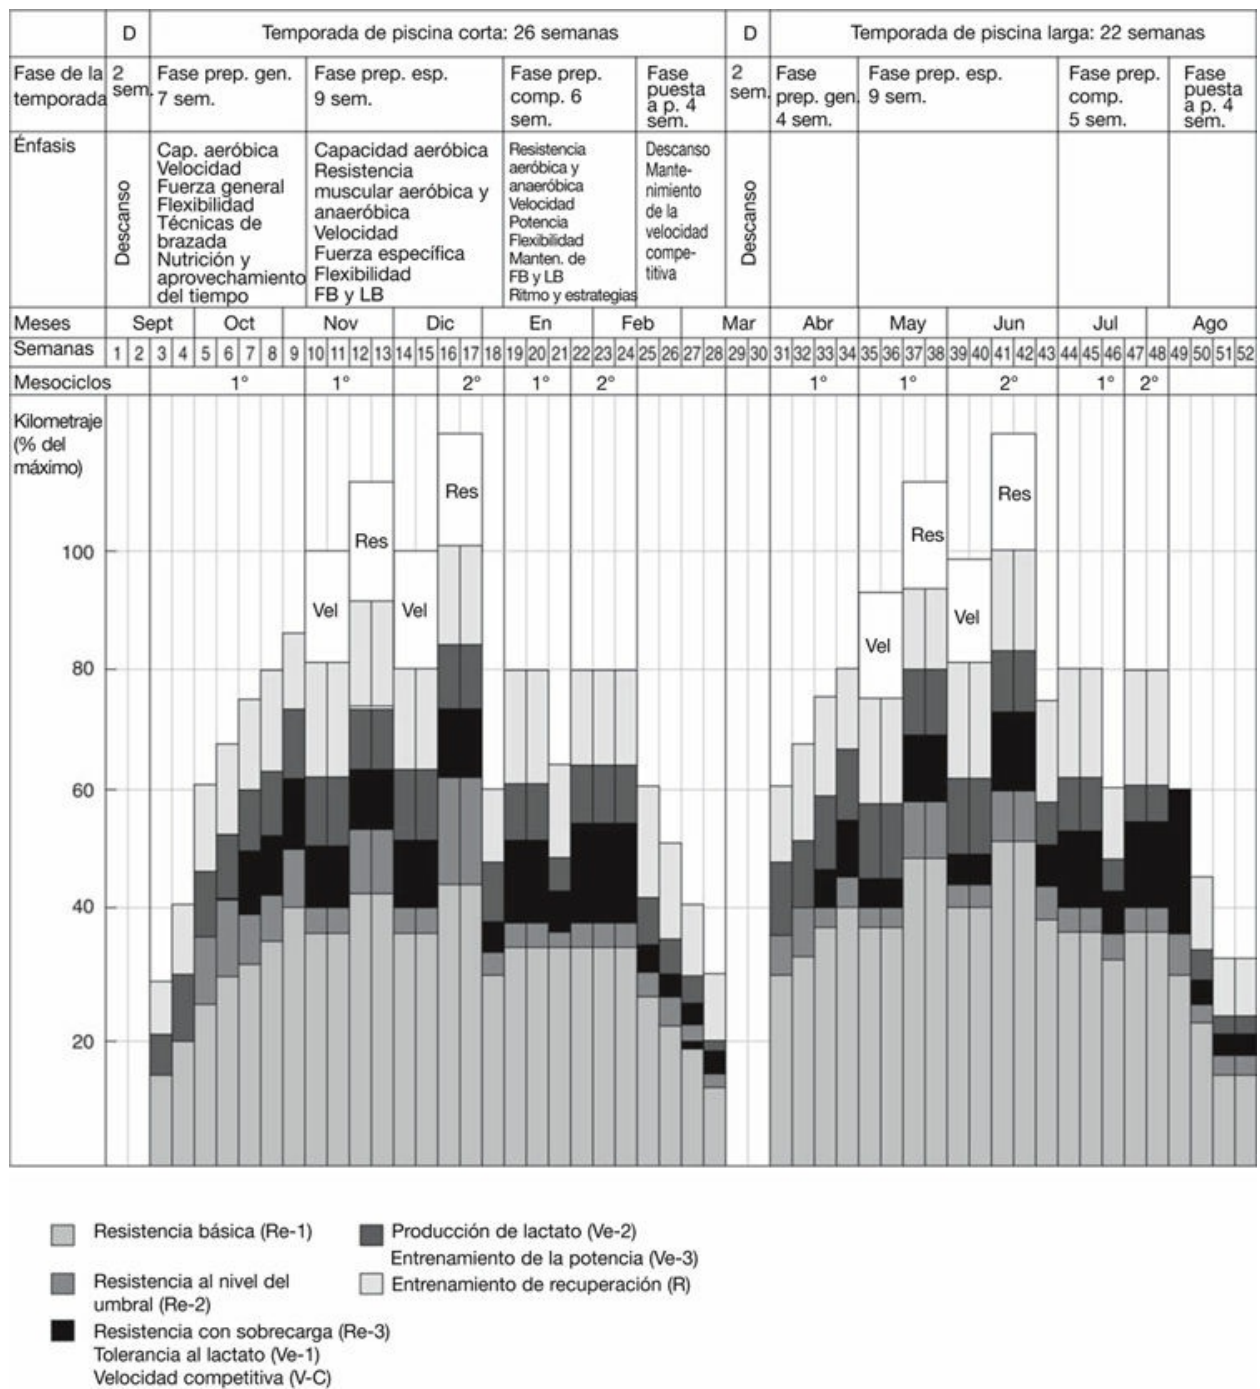 D
Temporada de piscina corta: 26 semanas
D
Temporada de piscina larga: 22 semanas
Fase de la
temporada
2
sem.
Fase prep. gen.
7 sem.
Fase prep. esp.
9 sem.
Fase prep.
comp. 6
sem.
Fase
puesta
a p. 4
sem.
2
sem.
Fase
prep. gen.
4 sem.
Fase prep. esp.
9 sem.
Fase prep.
comp.
5 sem.
Fase
puesta
a p. 4
sem.
Énfasis
Descanso
Cap. aeróbica
Velocidad
Fuerza general
Flexibilidad
Técnicas de
brazada
Nutrición y
aprovechamiento
del tiempo
Capacidad aeróbica
Resistencia
muscular aeróbica y
anaeróbica
Velocidad
Fuerza específica
Flexibilidad
FB y LB
Resistencia
aeróbica y
anaeróbica
Velocidad
Potencia
Flexibilidad
Manten. de
FB y LB
Ritmo y estrategias
Descanso
Mante-
nimiento
de la
velocidad
compe-
titiva
Descanso
Meses Sept Oct Nov Dic En Feb Mar Abr May Jun Jul Ago
Semanas 1 2 3 4 5 6 7 8 9 10 11 12 13 14 15 16 17 18 19 20 21 22 23 24 25 26 27 28 29 30 31 32 33 34 35 36 37 38 39 40 41 42 43 44 45 46 47 48 49 50 51 52
Mesociclos 1° 1° 2° 1° 2° 1° 1° 2° 1° 2°
Kilometraje
(% del
máximo)
Res Res
Res Res
100
Vel Vel Vel
Vel
80
60
40
20
Resistencia básica (Re-1)
Resistencia al nivel del
umbral (Re-2)
Resistencia con sobrecarga (Re-3)
Tolerancia al lactato (Ve-1)
Velocidad competitiva (V-C)
Producción de lactato (Ve-2)
Entrenamiento de la potencia (Ve-3)
Entrenamiento de recuperación (R)